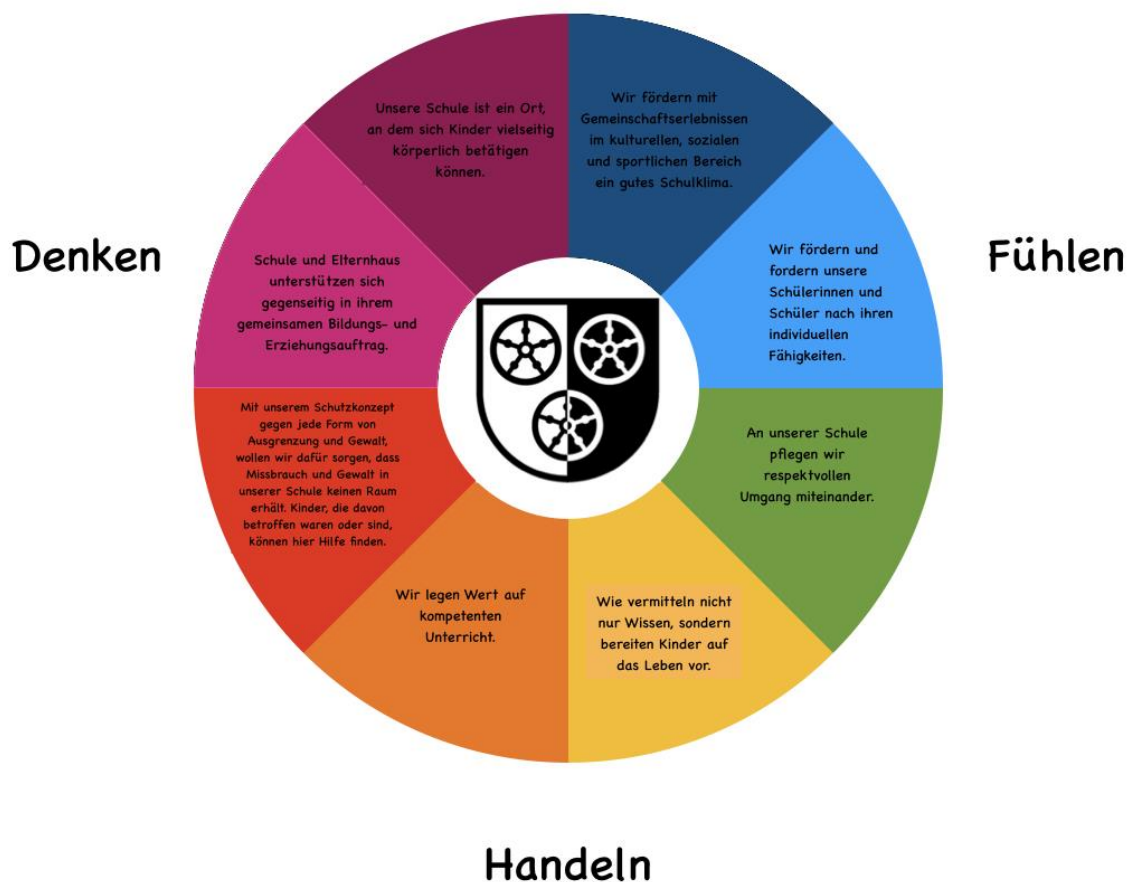 Denken
Fühlen
Handeln
Unsere Schule ist ein Ort,
an dem sich Kinder vielseitig
körperlich betätigen
können.
Wir fördern mit
Gemeinschaftserlebnissen
im kulturellen, sozialen
und sportlichen Bereich
ein gutes Schulklima.
Wir fördern und
fordern unsere
Schülerinnen und
Schüler nach ihren
individuellen
Fähigkeiten.
An unserer Schule
pflegen wir
respektvollen
Umgang miteinander.
Wie vermitteln nicht
nur Wissen, sondern
bereiten Kinder auf
das Leben vor.
Wir legen Wert auf
kompetenten
Unterricht.
Mit unserem Schutzkonzept
gegen jede Form von
Ausgrenzung und Gewalt,
wollen wir dafür sorgen, dass
Missbrauch und Gewalt in
unserer Schule keinen Raum
erhält. Kinder, die davon
betroffen waren oder sind,
können hier Hilfe finden.
Schule und Elternhaus
unterstützen sich
gegenseitig in ihrem
gemeinsamen Bildungs- und
Erziehungsauftrag.